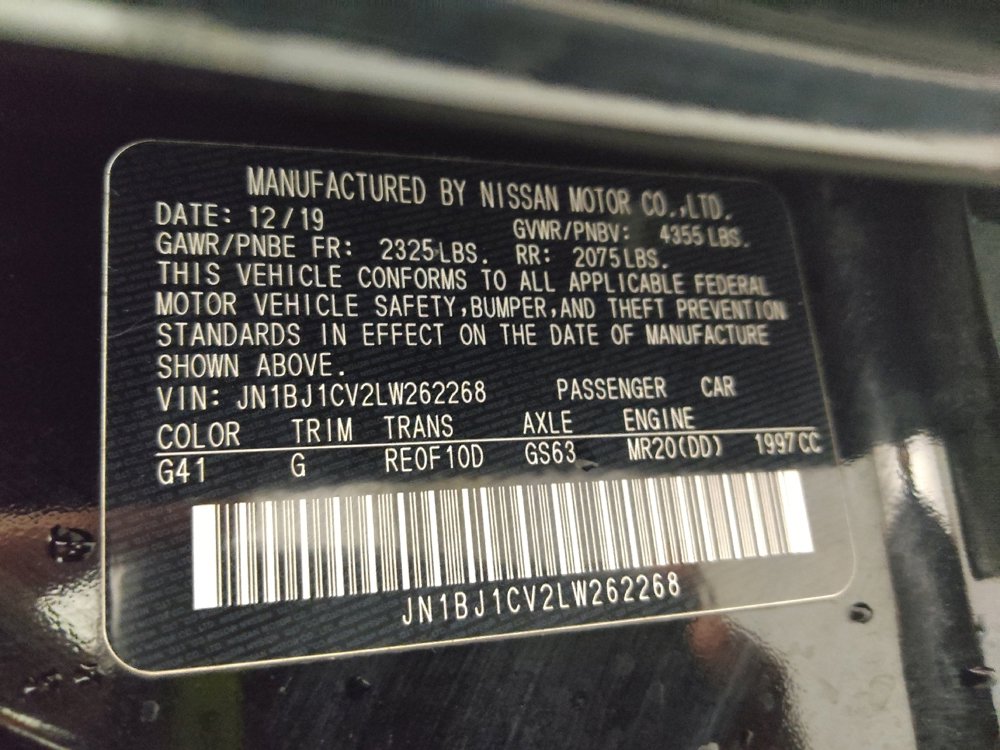 MANUFACTURED BY NISSAN MOTOR CO.,LTD.
DATE: 12/19 GVWR/PNBV: 4355 LBS.
GAWR/PNBE FR: 2325 LBS. RR: 2075 LBS.
THIS VEHICLE CONFORMS TO ALL APPLICABLE FEDERAL
MOTOR VEHICLE SAFETY,BUMPER,AND THEFT PREVENTION
STANDARDS IN EFFECT ON THE DATE OF MANUFACTURE
SHOWN ABOVE.
VIN: JN1BJ1CV2LW262268 PASSENGER CAR
COLOR TRIM TRANS AXLE ENGINE
G41 G RE0F10D GS63 MR20(DD) 1997CC
JN1BJ1CV2LW262268